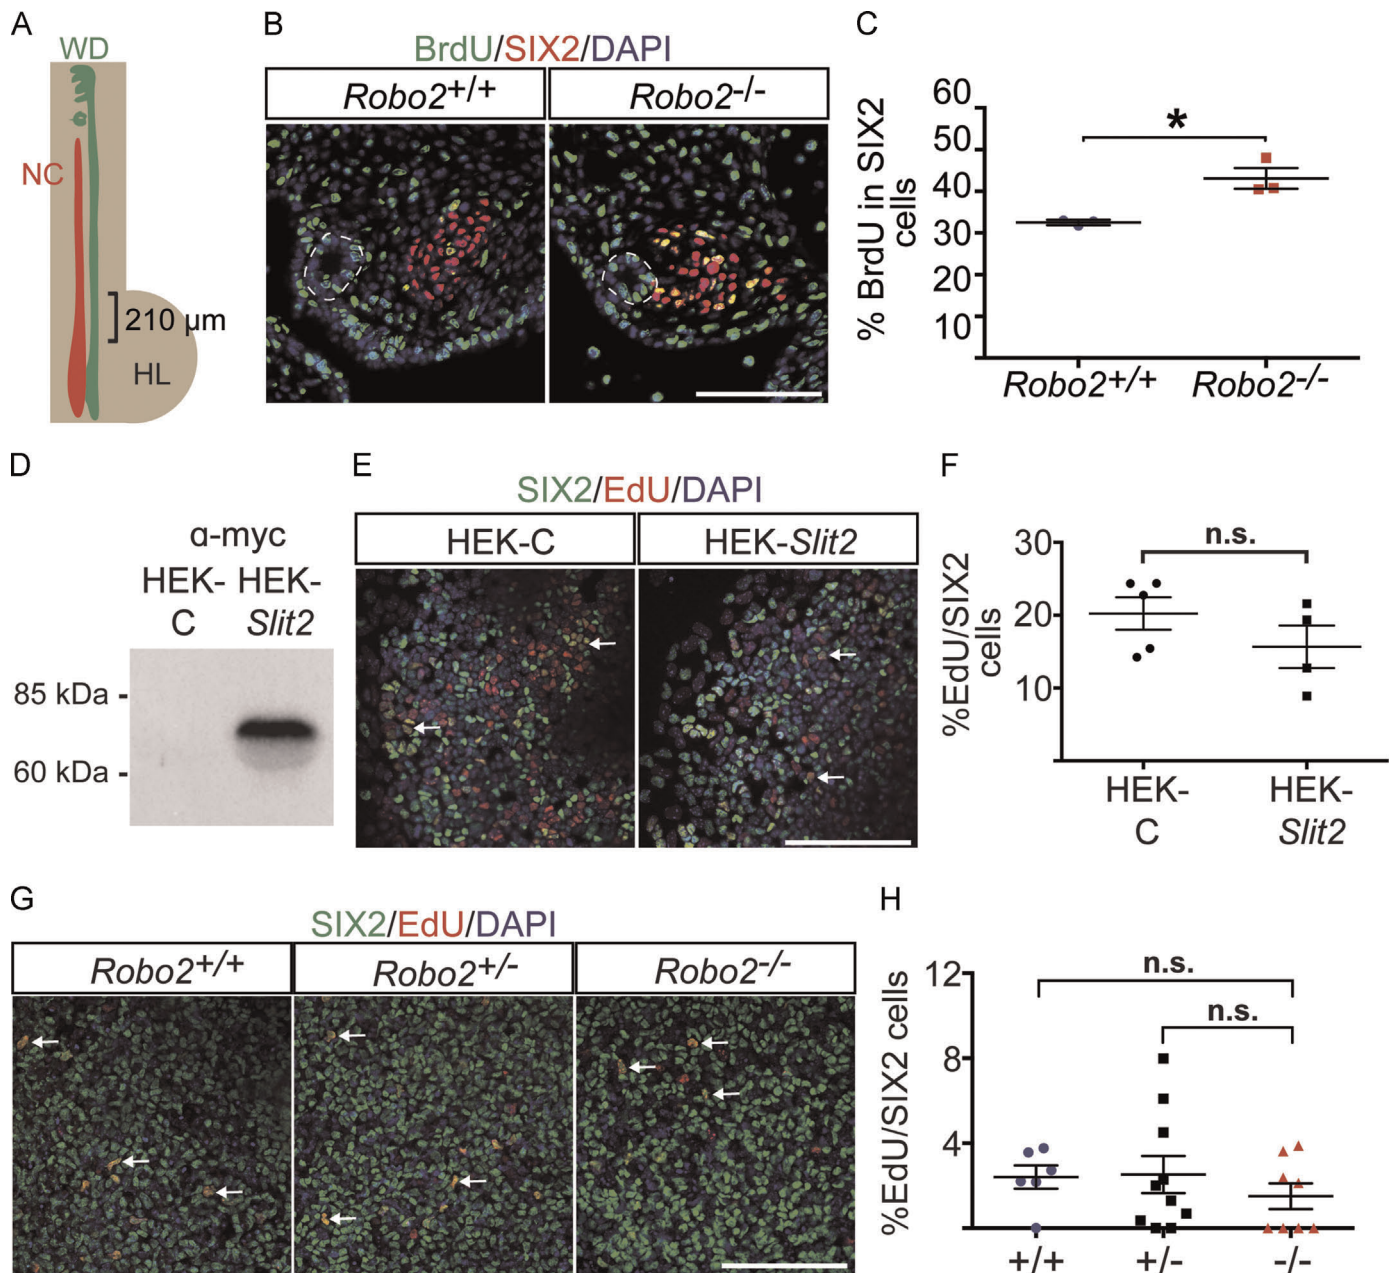 A
WD
NC
210 µm
HL
B
BrdU/SIX2/DAPI
Robo2+/+
Robo2-/-
C
% BrdU in SIX2
cells
60
50
40
30
20
10
*
Robo2+/+
Robo2-/-
D
α-myc
HEK-
C
HEK-
Slit2
85 kDa -
60 kDa -
E
SIX2/EdU/DAPI
HEK-C
HEK-Slit2
F
%EdU/SIX2
cells
30
20
10
n.s.
HEK-
C
HEK-
Slit2
G
SIX2/EdU/DAPI
Robo2+/+
Robo2+/-
Robo2-/-
H
%EdU/SIX2 cells
12
8
4
n.s.
n.s.
+/+
+/-
-/-